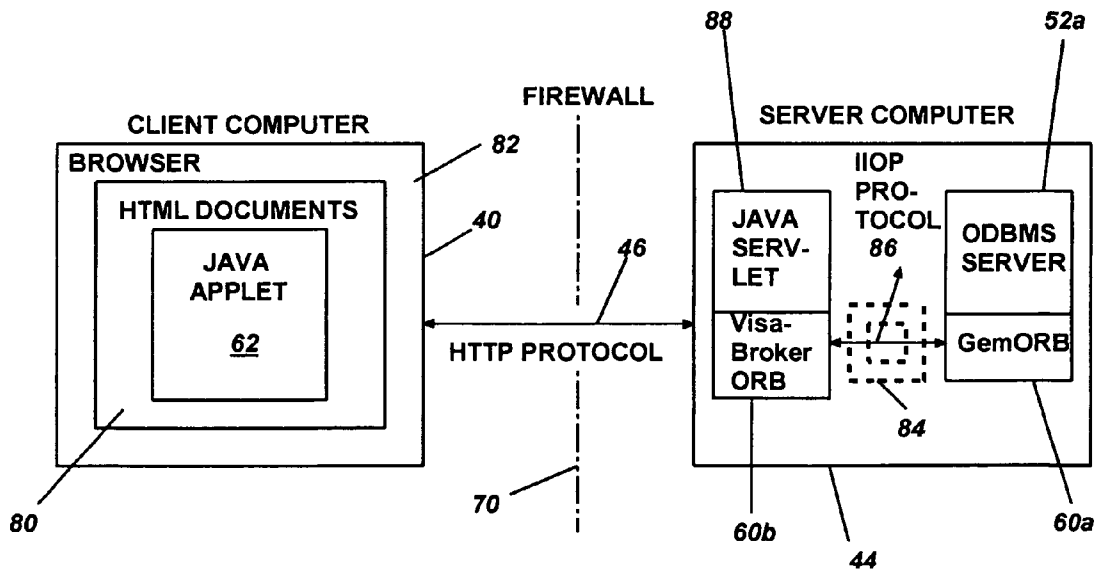 88
52a
FIREWALL
CLIENT COMPUTER
SERVER COMPUTER
BROWSER
82
HTML DOCUMENTS
JAVA
APPLET
62
40
46
HTTP PROTOCOL
JAVA
SERV-
LET
Visa-
Broker
ORB
IIOP
PRO-
TOCOL
86
ODBMS
SERVER
GemORB
84
80
70
60b
60a
44